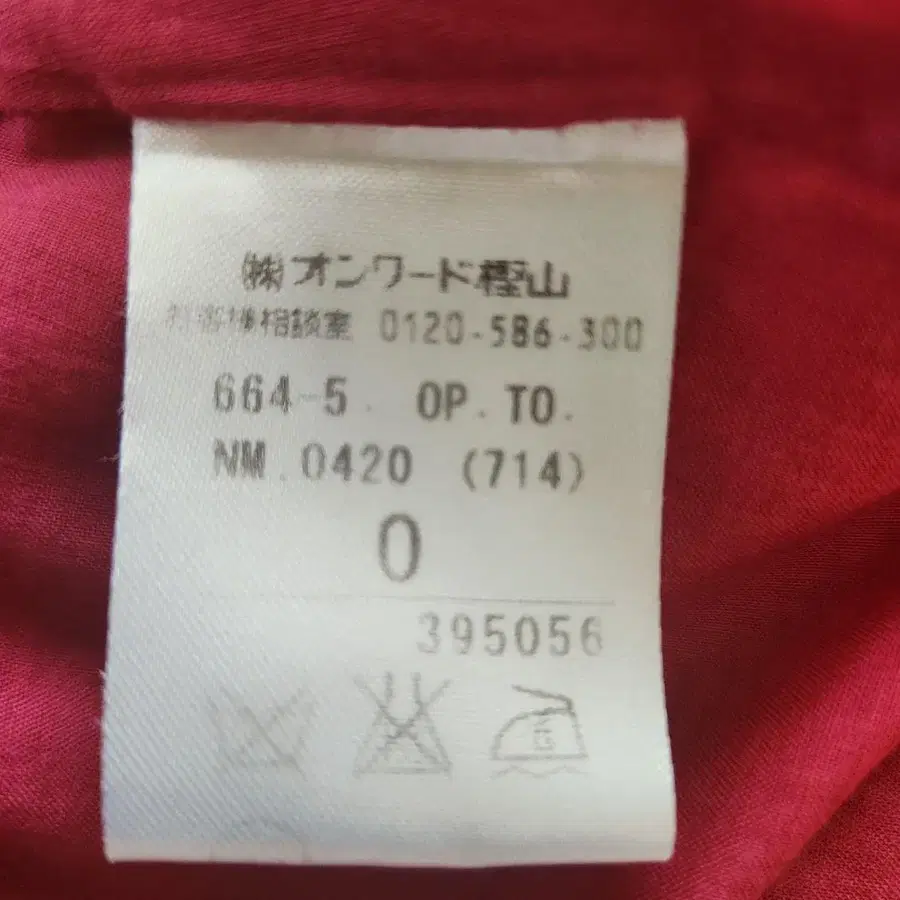 ㈱オンワード樫山
お客様相談室 0120-586-300
664-5. OP. TO.
NM. 0420 (714)
0
395056